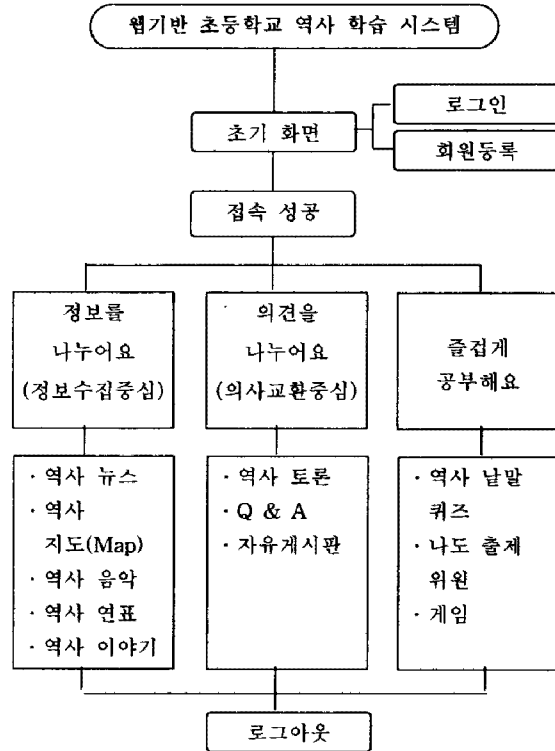 웹기반 초등학교 역사 학습 시스템
로그인
초기 화면
회원등록
접속 성공
정보를
나누어요
(정보수집중심)
의견을
나누어요
(의사교환중심)
즐겁게
공부해요
· 역사 뉴스
· 역사
지도(Map)
· 역사 음악
· 역사 연표
· 역사 이야기
· 역사 토론
· Q & A
· 자유게시판
· 역사 낱말
퀴즈
· 나도 출제
위원
· 게임
로그아웃